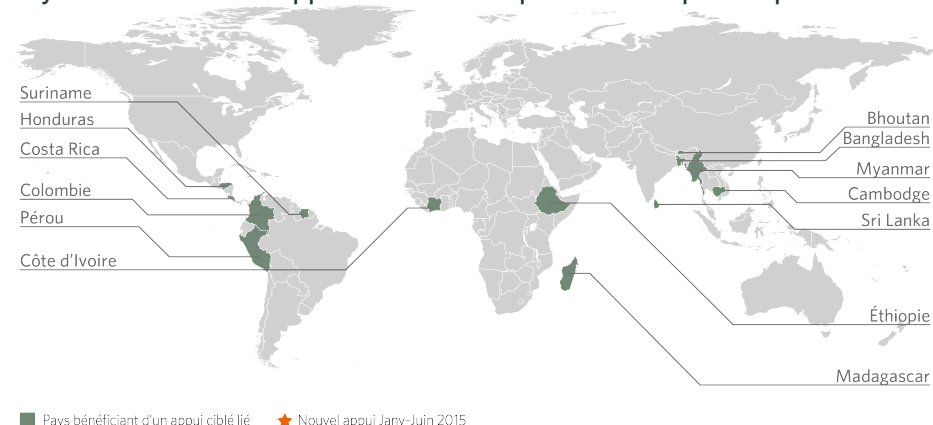 Suriname
Honduras
Costa Rica
Colombie
Pérou
Côte d'Ivoire
Bhoutan
Bangladesh
Myanmar
Cambodge
Sri Lanka
Éthiopie
Madagascar
Pays bénéficiant d'un appui ciblé lié
Nouvel appui Janv-Juin 2015